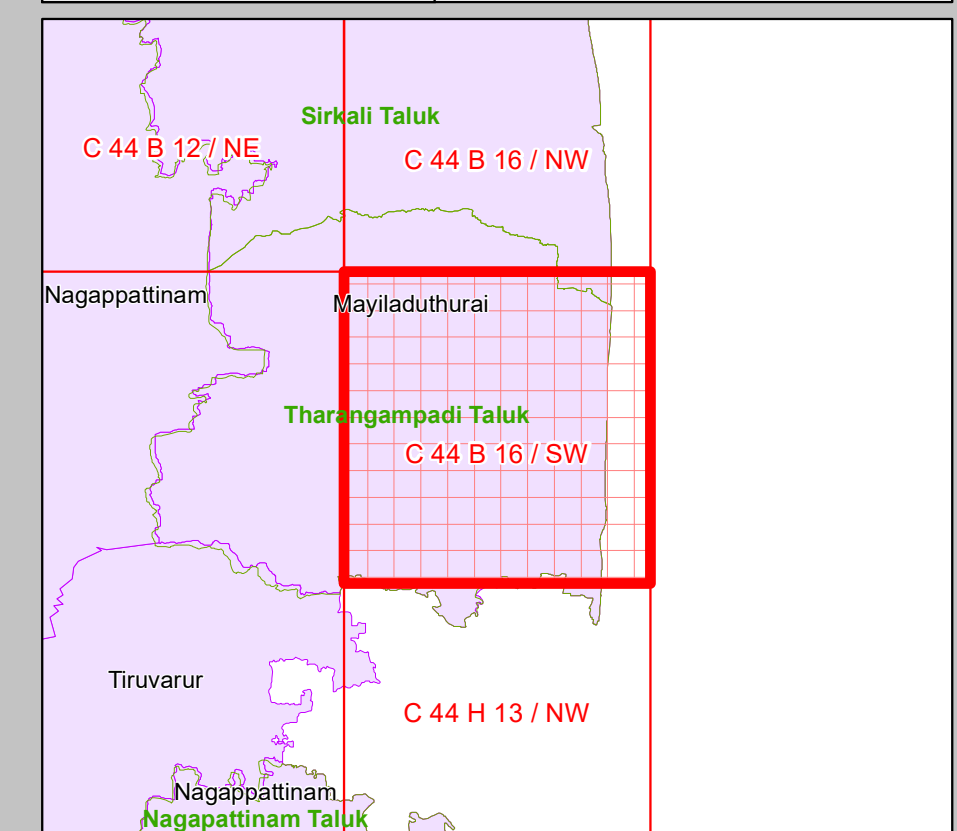 Sirkali Taluk
C 44 B 12 / NE
C 44 B 16 / NW
Nagappattinam
Mayiladuthurai
Tharangampadi Taluk
C 44 B 16 / SW
Tiruvarur
C 44 H 13 / NW
Nagappattinam
Nagapattinam Taluk